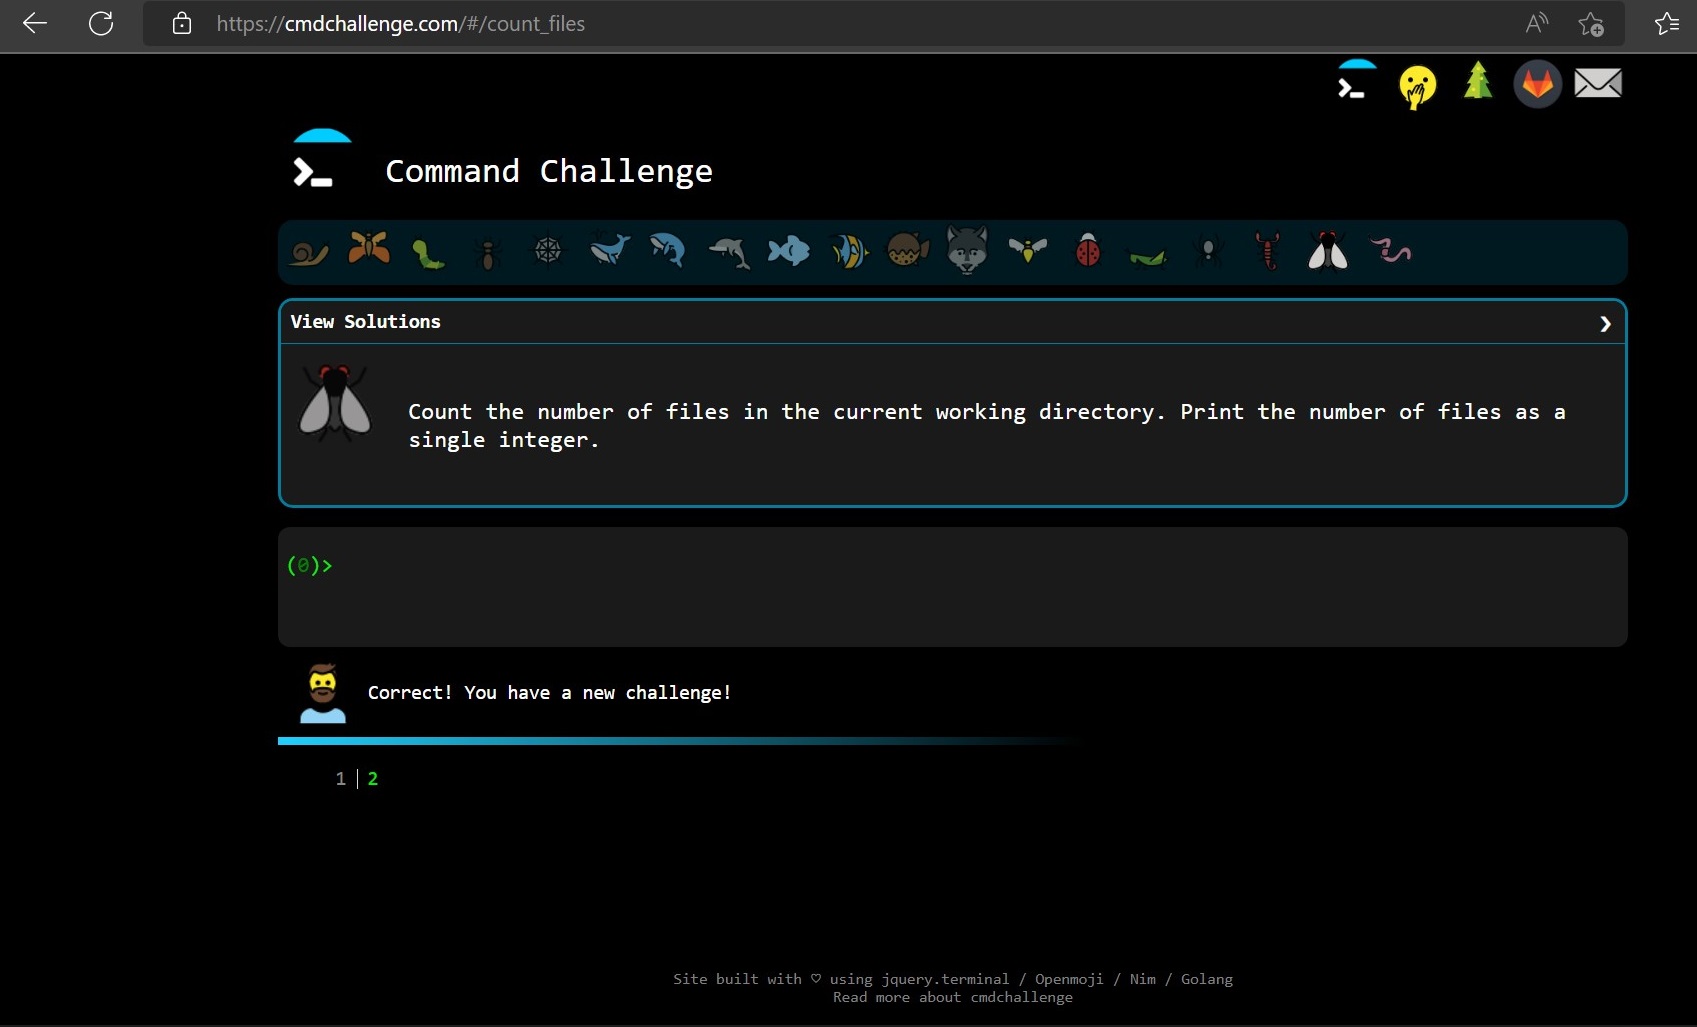 https://cmdchallenge.com/#/count_files
Command Challenge
View Solutions
Count the number of files in the current working directory. Print the number of files as a
single integer.
(0)>
Correct! You have a new challenge!
1 | 2
Site built with ♡ using jquery.terminal / Openmoji / Nim / Golang
Read more about cmdchallenge